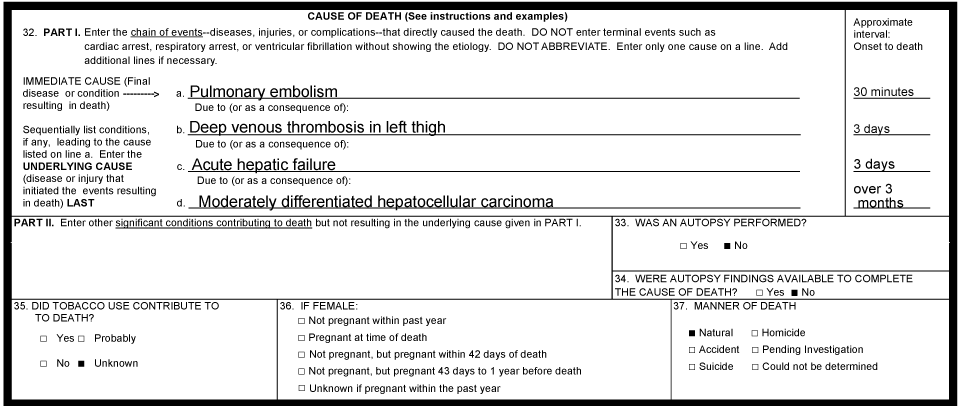 CAUSE OF DEATH (See instructions and examples)
32. PART I. Enter the chain of events--diseases, injuries, or complications--that directly caused the death. DO NOT enter terminal events such as
cardiac arrest, respiratory arrest, or ventricular fibrillation without showing the etiology. DO NOT ABBREVIATE. Enter only one cause on a line. Add
additional lines if necessary.
Approximate
interval:
Onset to death
IMMEDIATE CAUSE (Final
disease or condition --------->
resulting in death)
a. Pulmonary embolism
30 minutes
Due to (or as a consequence of):
Sequentially list conditions,
if any, leading to the cause
listed on line a. Enter the
UNDERLYING CAUSE
(disease or injury that
initiated the events resulting
in death) LAST
b. Deep venous thrombosis in left thigh
3 days
Due to (or as a consequence of):
c. Acute hepatic failure
3 days
Due to (or as a consequence of):
d. Moderately differentiated hepatocellular carcinoma
over 3
months
PART II. Enter other significant conditions contributing to death but not resulting in the underlying cause given in PART I.
33. WAS AN AUTOPSY PERFORMED?
□ Yes ■ No
34. WERE AUTOPSY FINDINGS AVAILABLE TO COMPLETE
THE CAUSE OF DEATH? □ Yes ■ No
35. DID TOBACCO USE CONTRIBUTE TO
TO DEATH?
□ Yes □ Probably
□ No ■ Unknown
36. IF FEMALE:
□ Not pregnant within past year
□ Pregnant at time of death
□ Not pregnant, but pregnant within 42 days of death
□ Not pregnant, but pregnant 43 days to 1 year before death
□ Unknown if pregnant within the past year
37. MANNER OF DEATH
■ Natural □ Homicide
□ Accident □ Pending Investigation
□ Suicide □ Could not be determined